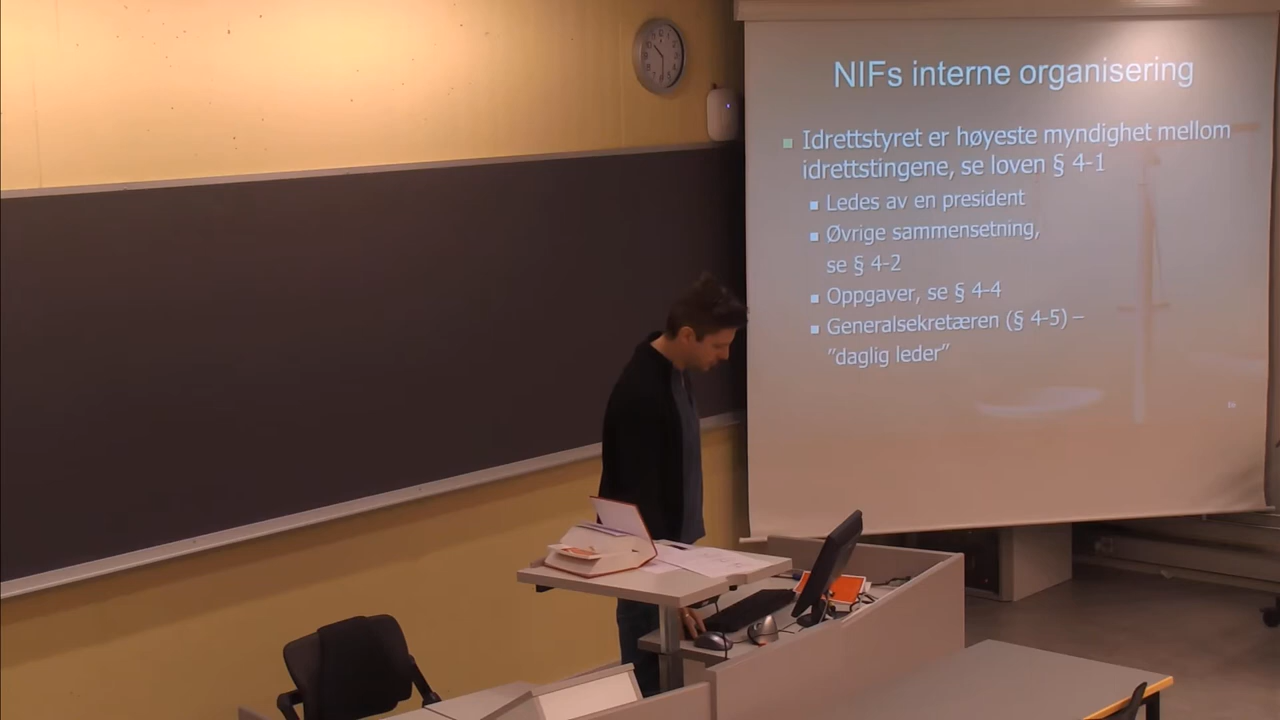 NIFs interne organisering
Idrettstyret er høyeste myndighet mellom
idrettstingene, se loven § 4-1
Ledes av en president
Øvrige sammensetning,
se § 4-2
Oppgaver, se § 4-4
Generalsekretæren (§ 4-5) –
”daglig leder”